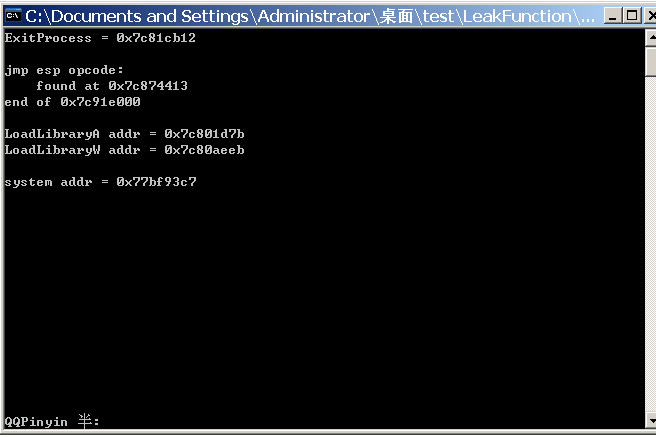 C:\Documents and Settings\Administrator\桌面\test\LeakFunction\...
ExitProcess = 0x7c81cb12
jmp esp opcode:
    found at 0x7c874413
end of 0x7c91e000
LoadLibraryA addr = 0x7c801d7b
LoadLibraryW addr = 0x7c80aeeb
system addr = 0x77bf93c7
QQPinyin 半: